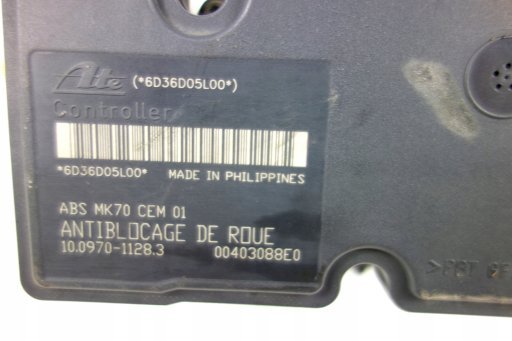 Ate (*6D36D05L00*)
Controller
*6D36D05L00* MADE IN PHILIPPINES
ABS MK70 CEM 01
ANTIBLOCAGE DE ROUE
10.0970-1128.3 00403088E0